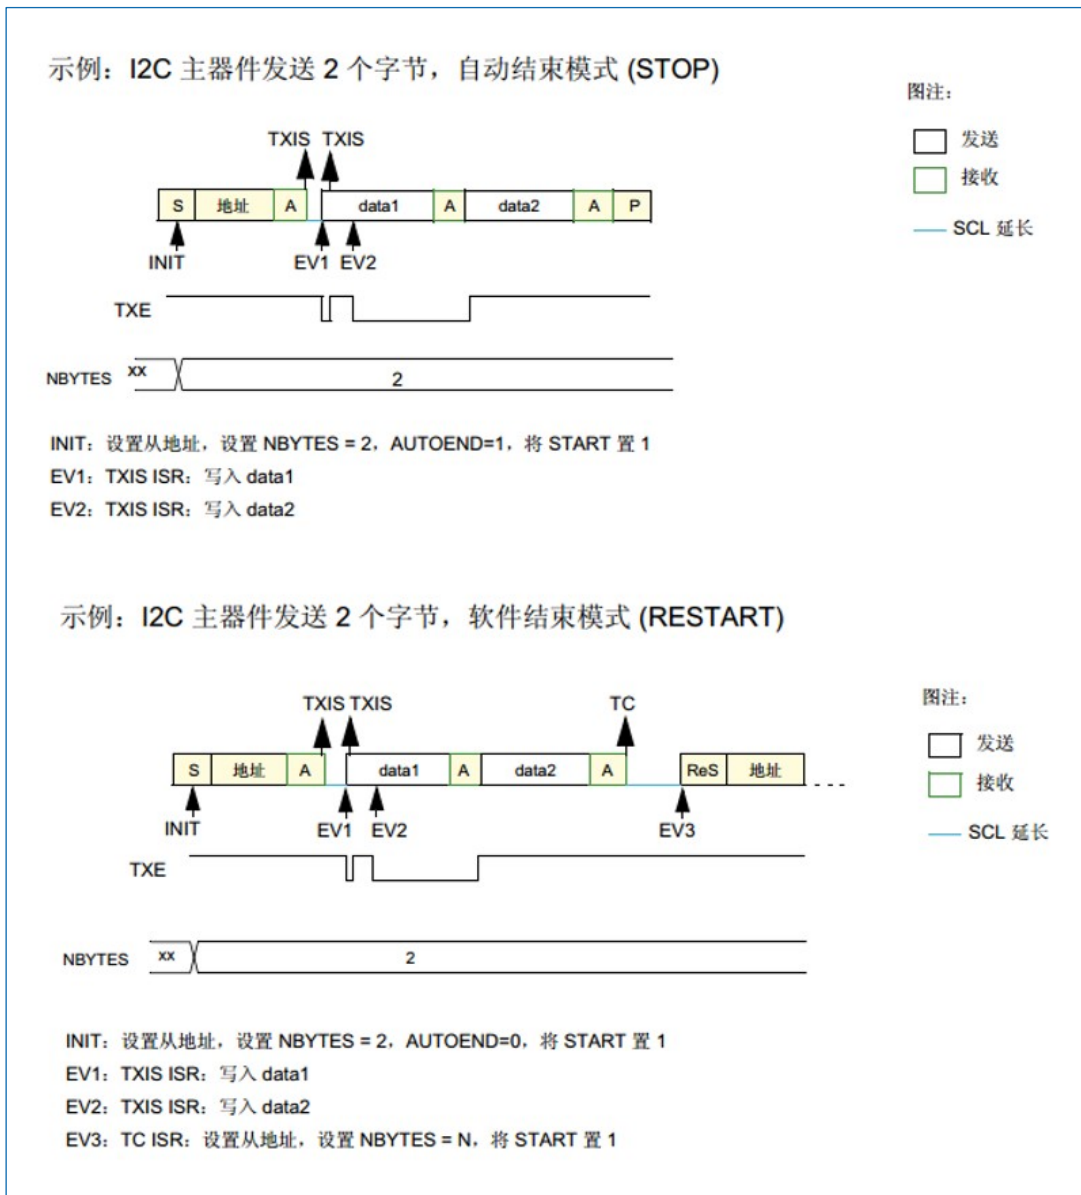 示例：I2C 主器件发送 2 个字节，自动结束模式 (STOP)
图注：
发送
接收
SCL 延长
TXIS TXIS
S 地址 A data1 A data2 A P
INIT EV1 EV2
TXE
NBYTES xx 2
INIT：设置从地址，设置 NBYTES = 2，AUTOEND=1，将 START 置 1
EV1：TXIS ISR：写入 data1
EV2：TXIS ISR：写入 data2
示例：I2C 主器件发送 2 个字节，软件结束模式 (RESTART)
图注：
发送
接收
SCL 延长
TXIS TXIS TC
S 地址 A data1 A data2 A ReS 地址
INIT EV1 EV2 EV3
TXE
NBYTES xx 2
INIT：设置从地址，设置 NBYTES = 2，AUTOEND=0，将 START 置 1
EV1：TXIS ISR：写入 data1
EV2：TXIS ISR：写入 data2
EV3：TC ISR：设置从地址，设置 NBYTES = N，将 START 置 1